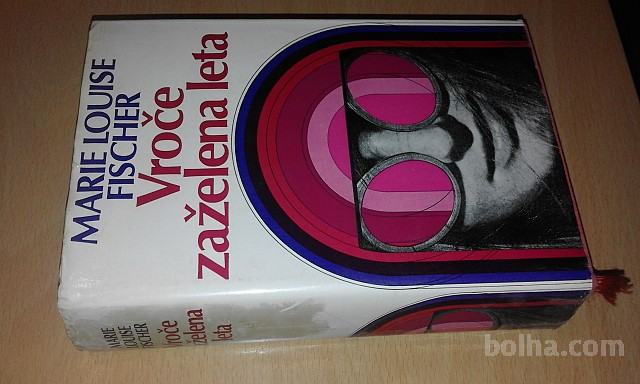 MARIE LOUISE
FISCHER
Vroče
zaželena leta
MARIE
LOUISE
FISCHER
Vroče
zaželena
leta
bolha.com